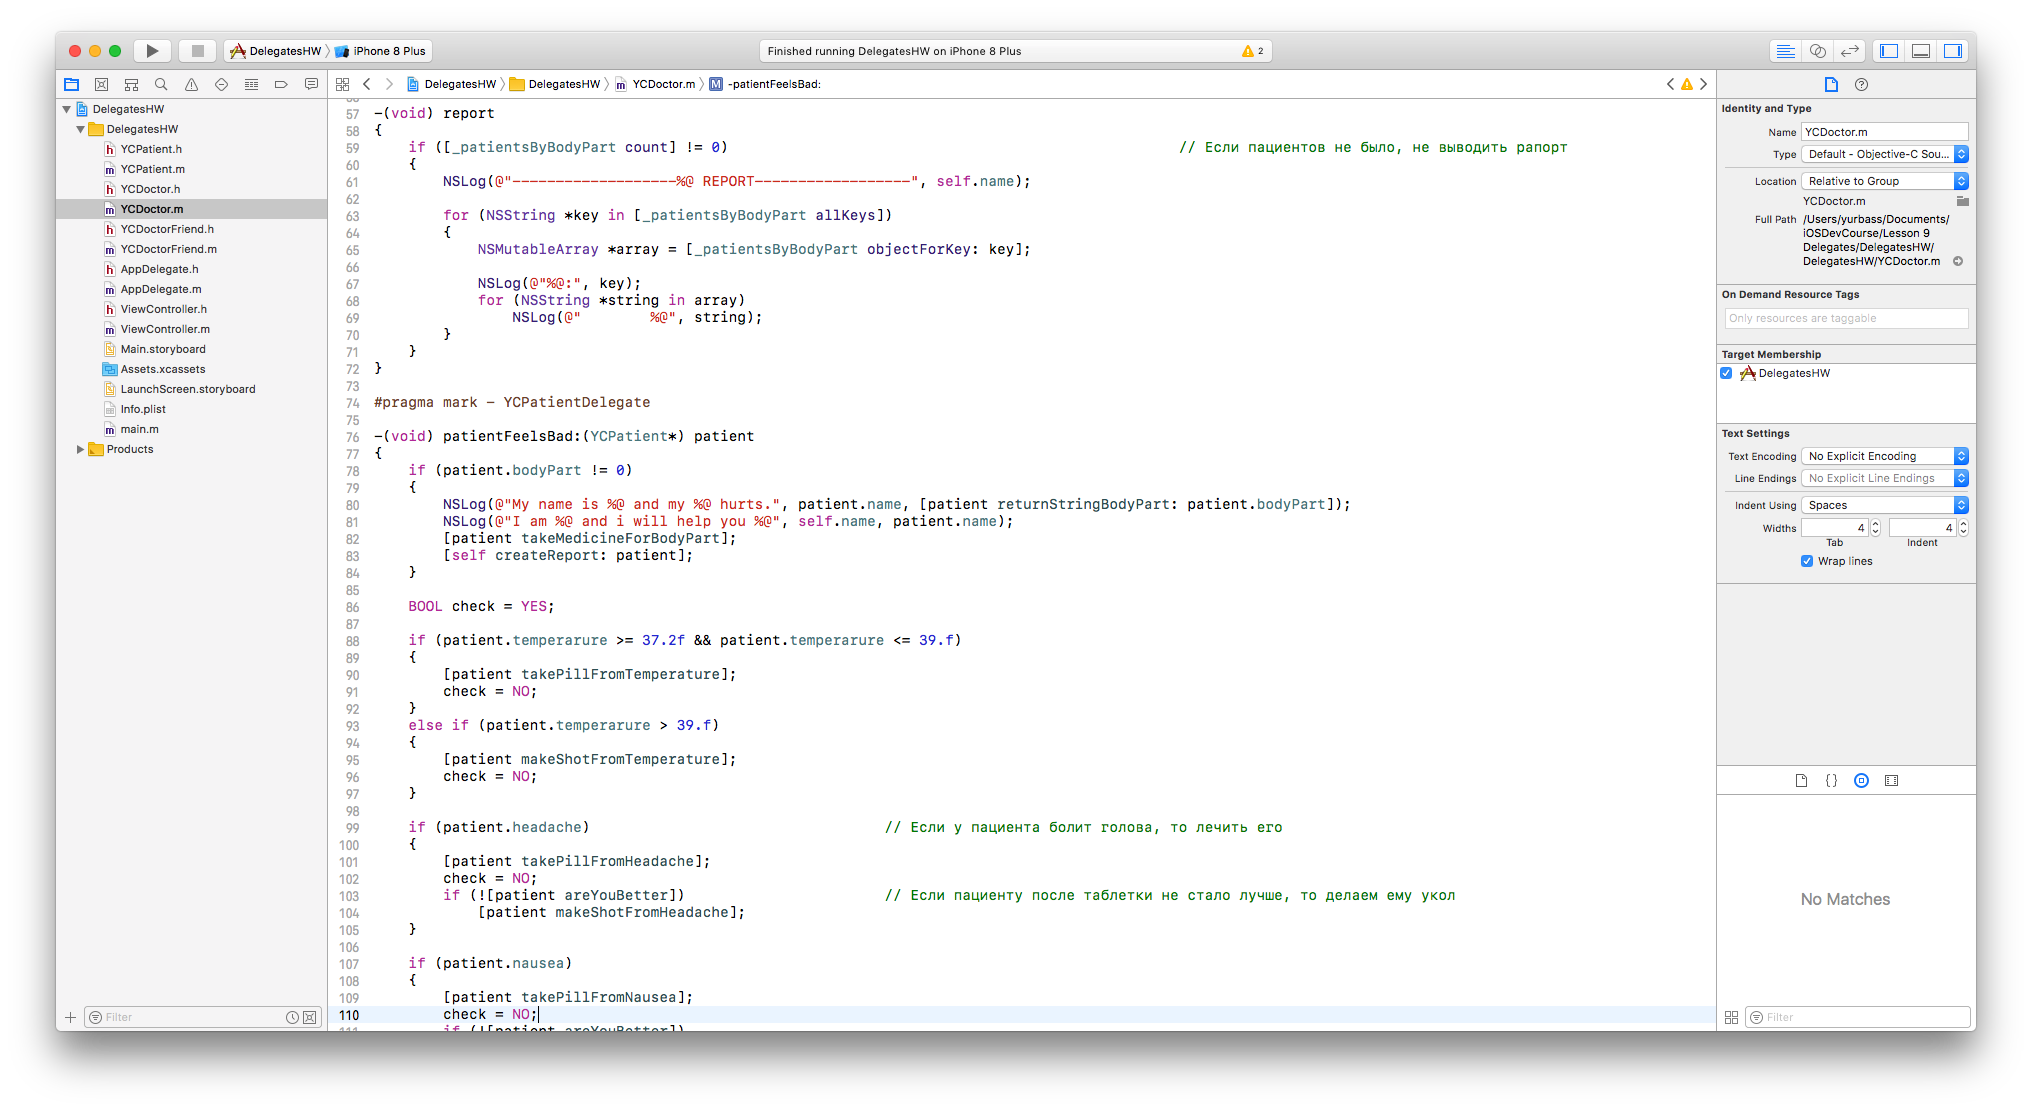 DelegatesHW iPhone 8 Plus
Finished running DelegatesHW on iPhone 8 Plus 2
DelegatesHW DelegatesHW YCDoctor.m M -patientFeelsBad:
DelegatesHW
DelegatesHW
h YCPatient.h
m YCPatient.m
h YCDoctor.h
m YCDoctor.m
h YCDoctorFriend.h
m YCDoctorFriend.m
h AppDelegate.h
m AppDelegate.m
h ViewController.h
m ViewController.m
Main.storyboard
Assets.xcassets
LaunchScreen.storyboard
Info.plist
m main.m
Products
Filter
57 -(void) report
58 {
59 if ([_patientsByBodyPart count] != 0) // Если пациентов не было, не выводить рапорт
60 {
61 NSLog(@"-------------------%@ REPORT------------------", self.name);
62
63 for (NSString *key in [_patientsByBodyPart allKeys])
64 {
65 NSMutableArray *array = [_patientsByBodyPart objectForKey: key];
66
67 NSLog(@"%@:", key);
68 for (NSString *string in array)
69 NSLog(@"        %@", string);
70 }
71 }
72 }
73
74 #pragma mark - YCPatientDelegate
75
76 -(void) patientFeelsBad:(YCPatient*) patient
77 {
78 if (patient.bodyPart != 0)
79 {
80 NSLog(@"My name is %@ and my %@ hurts.", patient.name, [patient returnStringBodyPart: patient.bodyPart]);
81 NSLog(@"I am %@ and i will help you %@", self.name, patient.name);
82 [patient takeMedicineForBodyPart];
83 [self createReport: patient];
84 }
85
86 BOOL check = YES;
87
88 if (patient.temperarure >= 37.2f && patient.temperarure <= 39.f)
89 {
90 [patient takePillFromTemperature];
91 check = NO;
92 }
93 else if (patient.temperarure > 39.f)
94 {
95 [patient makeShotFromTemperature];
96 check = NO;
97 }
98
99 if (patient.headache) // Если у пациента болит голова, то лечить его
100 {
101 [patient takePillFromHeadache];
102 check = NO;
103 if (![patient areYouBetter]) // Если пациенту после таблетки не стало лучше, то делаем ему укол
104 [patient makeShotFromHeadache];
105 }
106
107 if (patient.nausea)
108 {
109 [patient takePillFromNausea];
110 check = NO;
111 if (![patient areYouBetter])
Identity and Type
Name YCDoctor.m
Type Default - Objective-C Sou...
Location Relative to Group
YCDoctor.m
Full Path /Users/yurbass/Documents/
iOSDevCourse/Lesson 9
Delegates/DelegatesHW/
DelegatesHW/YCDoctor.m
On Demand Resource Tags
Only resources are taggable
Target Membership
DelegatesHW
Text Settings
Text Encoding No Explicit Encoding
Line Endings No Explicit Line Endings
Indent Using Spaces
Widths 4 4
Tab Indent
Wrap lines
No Matches
Filter